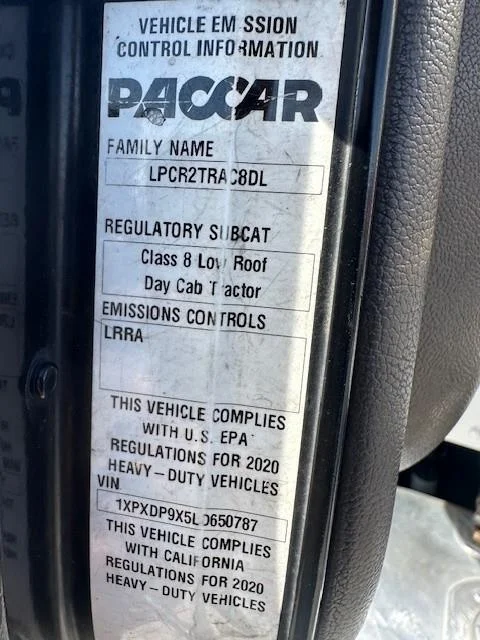 VEHICLE EMISSION
CONTROL INFORMATION
PACCAR
FAMILY NAME
LPCR2TRAC8DL
REGULATORY SUBCAT
Class 8 Low Roof
Day Cab Tractor
EMISSIONS CONTROLS
LRRA
THIS VEHICLE COMPLIES
WITH U.S. EPA
REGULATIONS FOR 2020
HEAVY-DUTY VEHICLES
VIN
1XPXDP9X5LD650787
THIS VEHICLE COMPLIES
WITH CALIFORNIA
REGULATIONS FOR 2020
HEAVY-DUTY VEHICLES